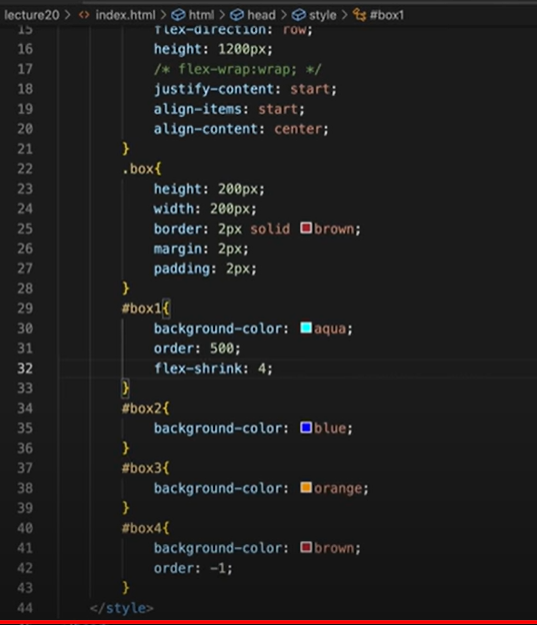 lecture20 > <> index.html > html > head > style > #box1
15 flex-direction: row;
16 height: 1200px;
17 /* flex-wrap:wrap; */
18 justify-content: start;
19 align-items: start;
20 align-content: center;
21 }
22 .box{
23 height: 200px;
24 width: 200px;
25 border: 2px solid brown;
26 margin: 2px;
27 padding: 2px;
28 }
29 #box1{
30 background-color: aqua;
31 order: 500;
32 flex-shrink: 4;
33 }
34 #box2{
35 background-color: blue;
36 }
37 #box3{
38 background-color: orange;
39 }
40 #box4{
41 background-color: brown;
42 order: -1;
43 }
44 </style>